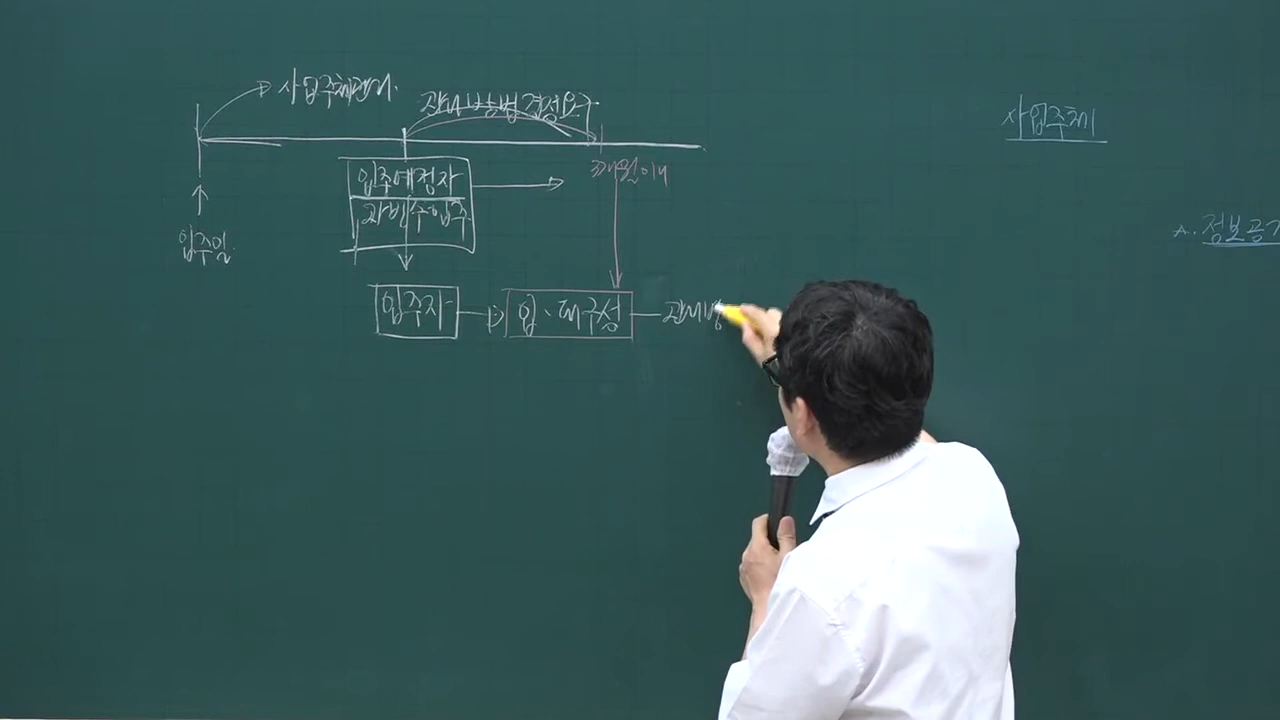 사업주체관리.
관리방법결정요구
사업주체
입주예정자
3개월이내
과반수입주
A. 정보공개
입주일
입주자
입·대구성
관리방